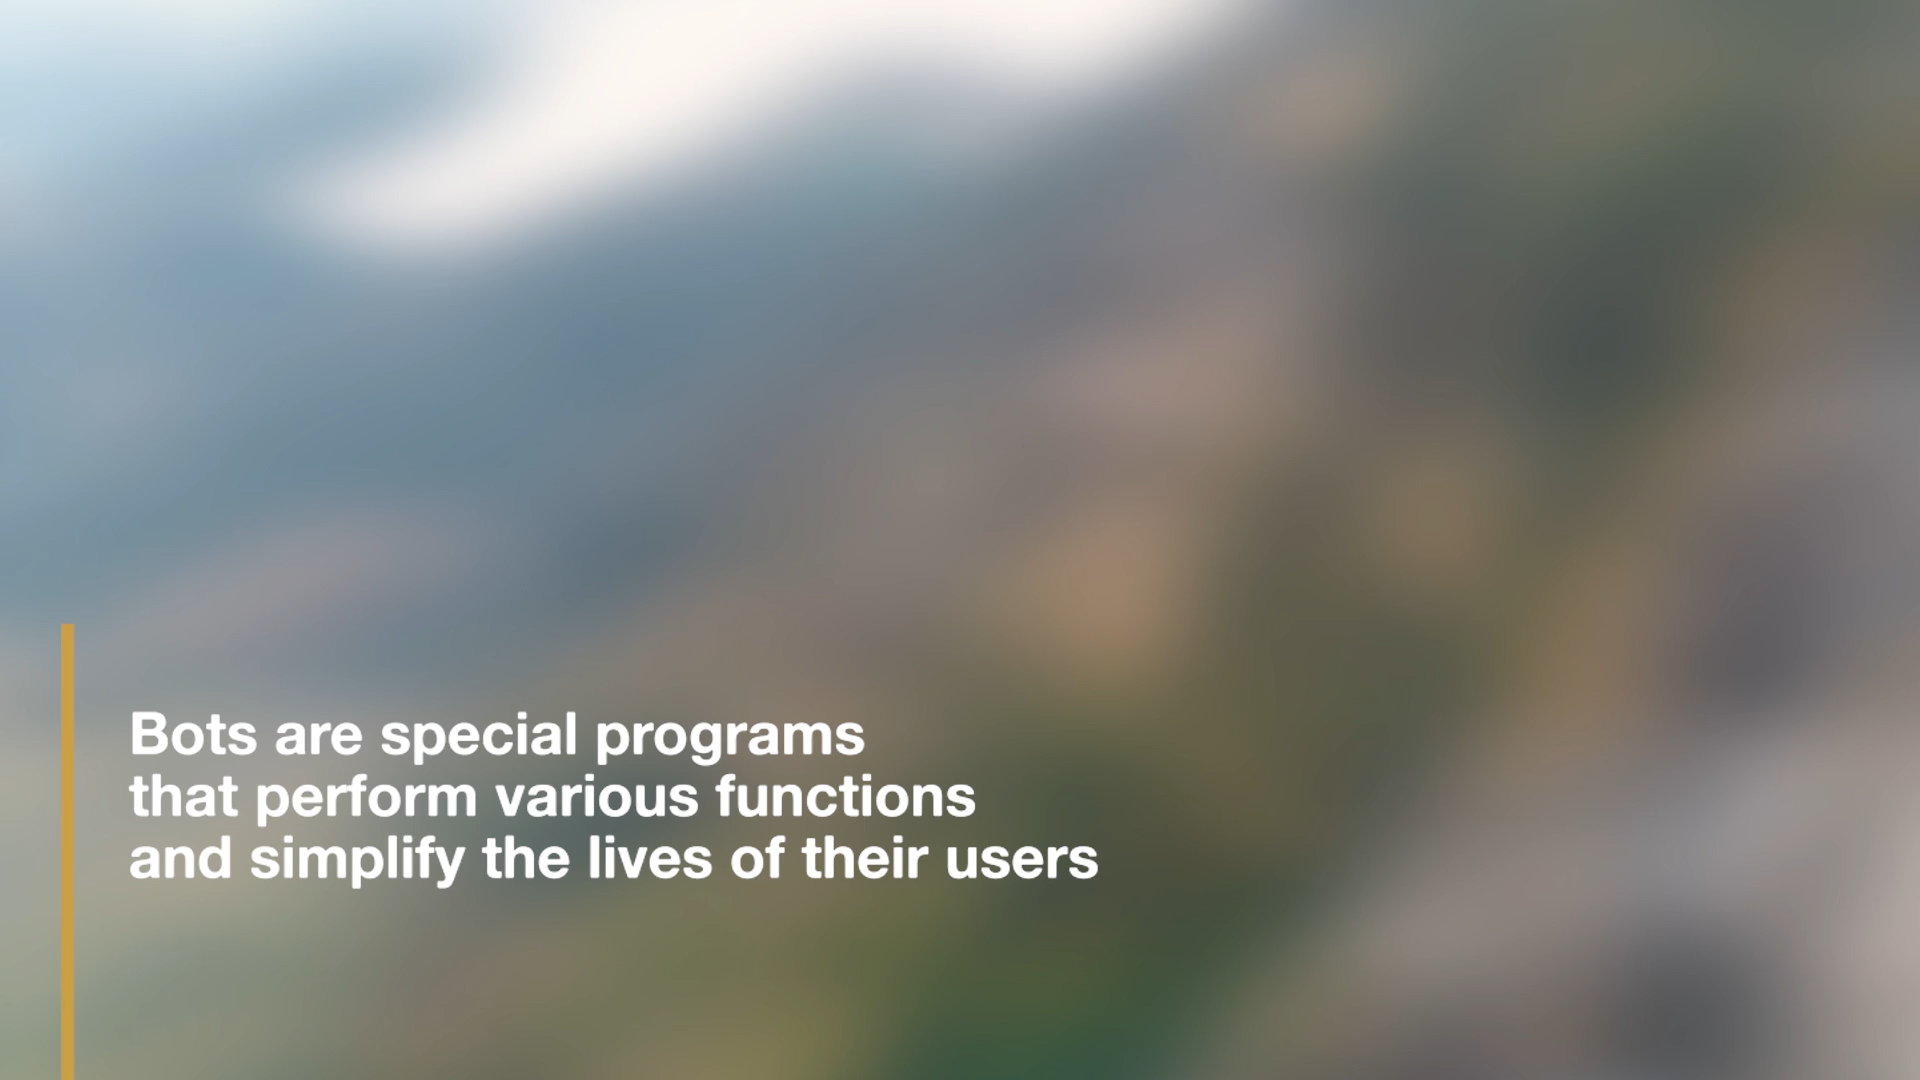 Bots are special programs
that perform various functions
and simplify the lives of their users